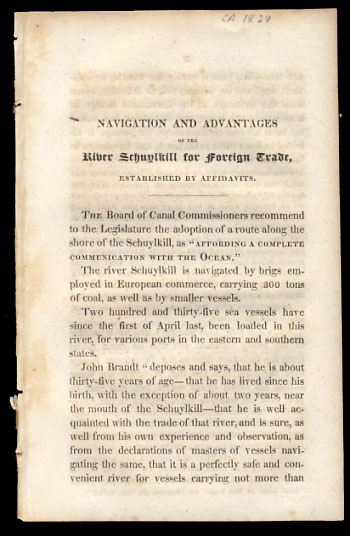 CA 1829
NAVIGATION AND ADVANTAGES
OF THE
River Schuylkill for Foreign Trade,
ESTABLISHED BY AFFIDAVITS.
THE Board of Canal Commissioners recommend
to the Legislature the adoption of a route along the
shore of the Schuylkill, as "AFFORDING A COMPLETE
COMMUNICATION WITH THE OCEAN."
The river Schuylkill is navigated by brigs em-
ployed in European commerce, carrying 300 tons
of coal, as well as by smaller vessels.
Two hundred and thirty-five sea vessels have
since the first of April last, been loaded in this
river, for various ports in the eastern and southern
states.
John Brandt "deposes and says, that he is about
thirty-five years of age—that he has lived since his
birth, with the exception of about two years, near
the mouth of the Schuylkill—that he is well ac-
quainted with the trade of that river, and is sure, as
well from his own experience and observation, as
from the declarations of masters of vessels navi-
gating the same, that it is a perfectly safe and con-
venient river for vessels carrying not more than